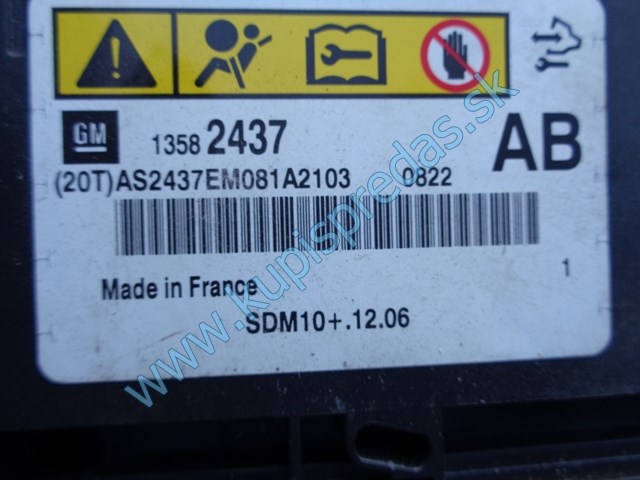 GM 1358 2437 AB
(20T)AS2437EM081A2103 0822
Made in France 1
SDM10+.12.06
www.kupispredas.sk